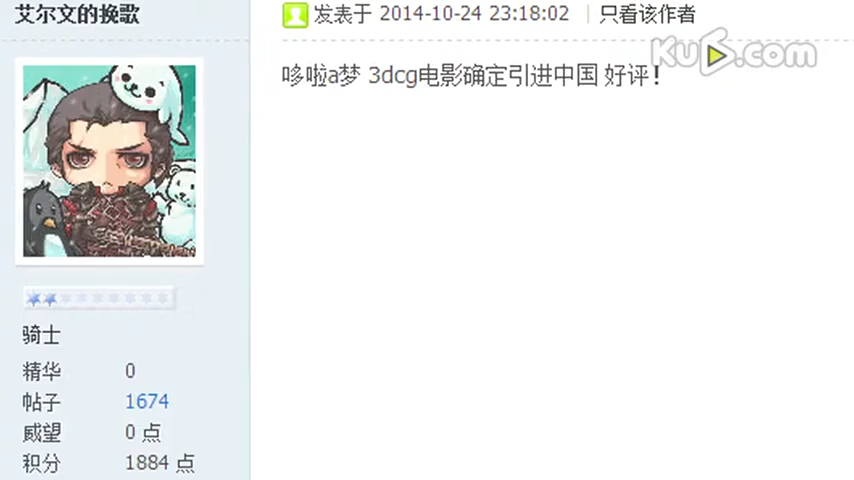 艾尔文的挽歌
发表于 2014-10-24 23:18:02 只看该作者
Ku6.com
哆啦a梦 3dcg电影确定引进中国 好评！
骑士
精华 0
帖子 1674
威望 0 点
积分 1884 点